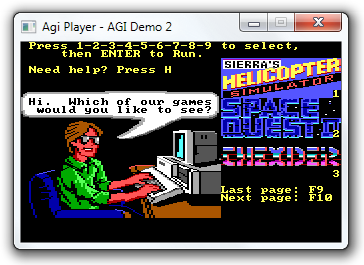 Agi Player - AGI Demo 2
Press 1-2-3-4-5-6-7-8-9 to select,
then ENTER to Run.
Need help? Press H
Hi. Which of our games
would you like to see?
SIERRA'S
HELICOPTER
SIMULATOR
1
SPACE
QUEST II
2
THEXDER
3
Last page: F9
Next page: F10